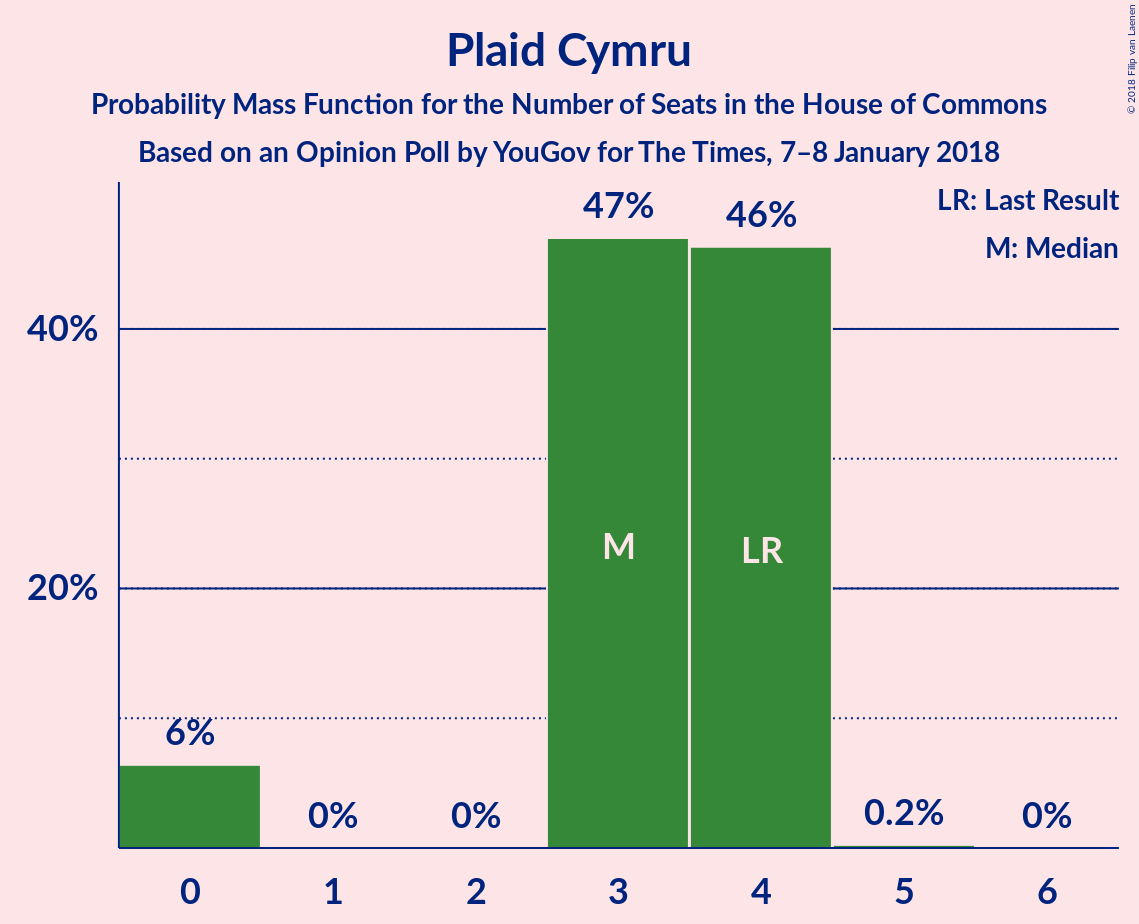 Plaid Cymru
Probability Mass Function for the Number of Seats in the House of Commons
Based on an Opinion Poll by YouGov for The Times, 7–8 January 2018
© 2018 Filip van Laenen
LR: Last Result
M: Median
47%
46%
40%
M
LR
20%
6%
0%
0%
0.2%
0%
0
1
2
3
4
5
6